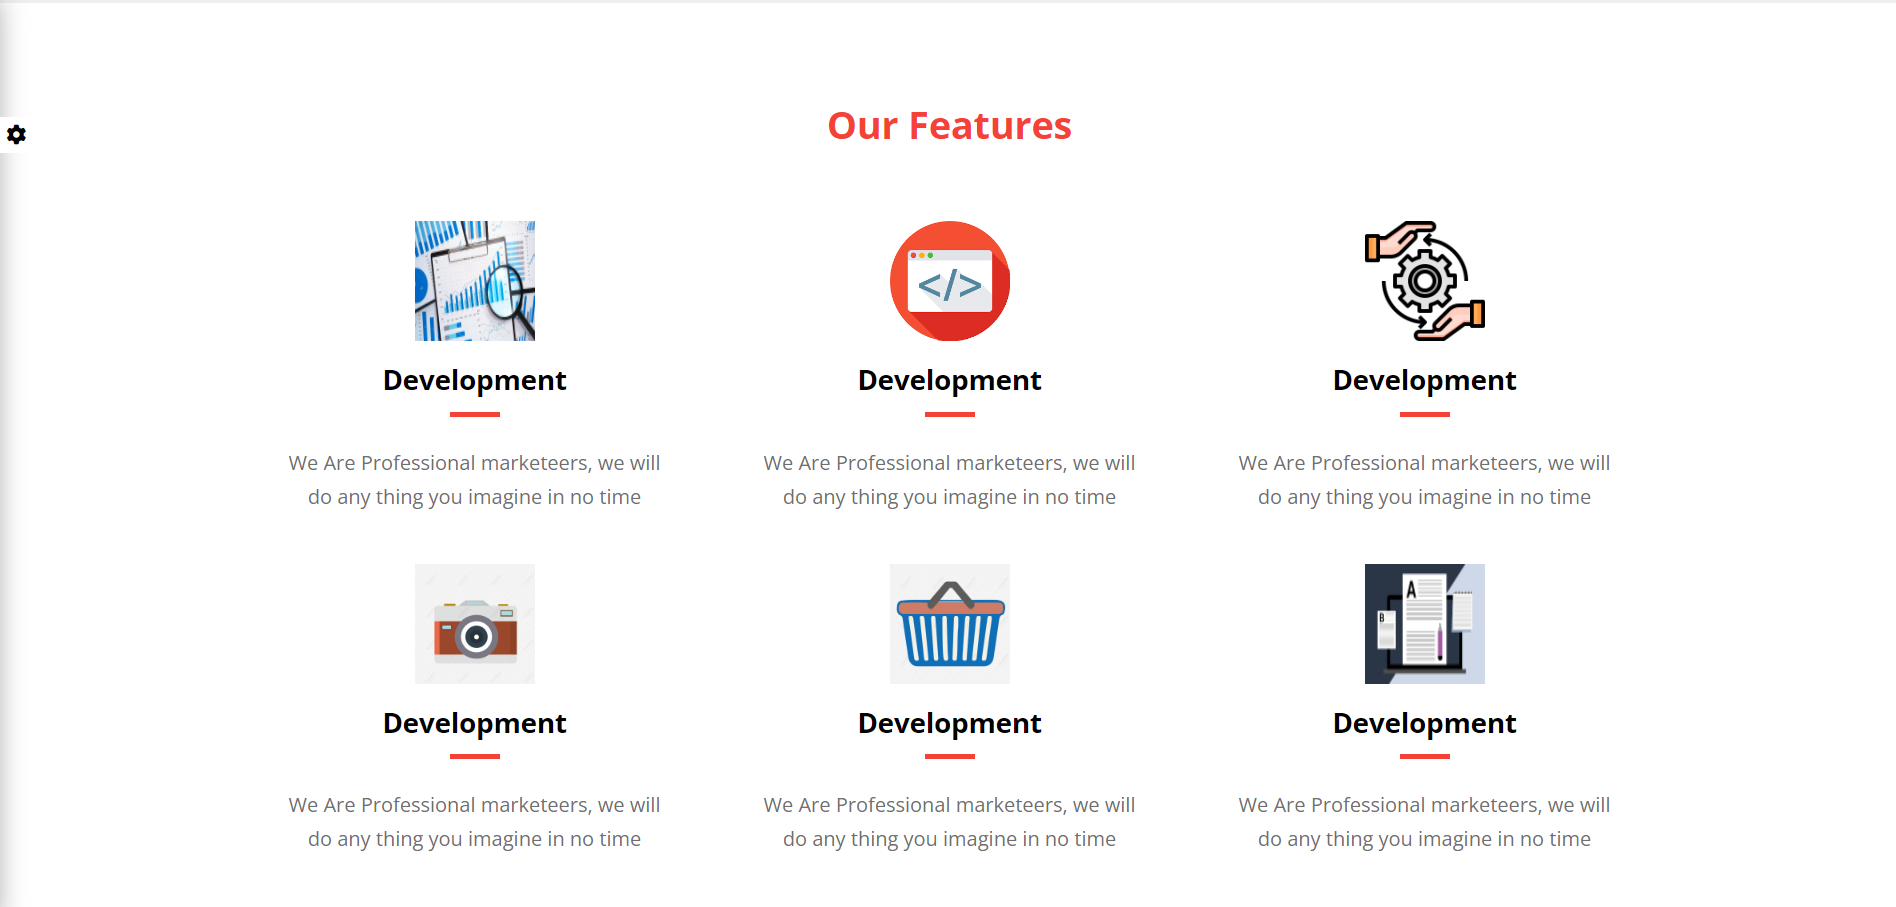 Our Features
</>
Development
We Are Professional marketeers, we will
do any thing you imagine in no time
Development
We Are Professional marketeers, we will
do any thing you imagine in no time
Development
We Are Professional marketeers, we will
do any thing you imagine in no time
A
B
Development
We Are Professional marketeers, we will
do any thing you imagine in no time
Development
We Are Professional marketeers, we will
do any thing you imagine in no time
Development
We Are Professional marketeers, we will
do any thing you imagine in no time